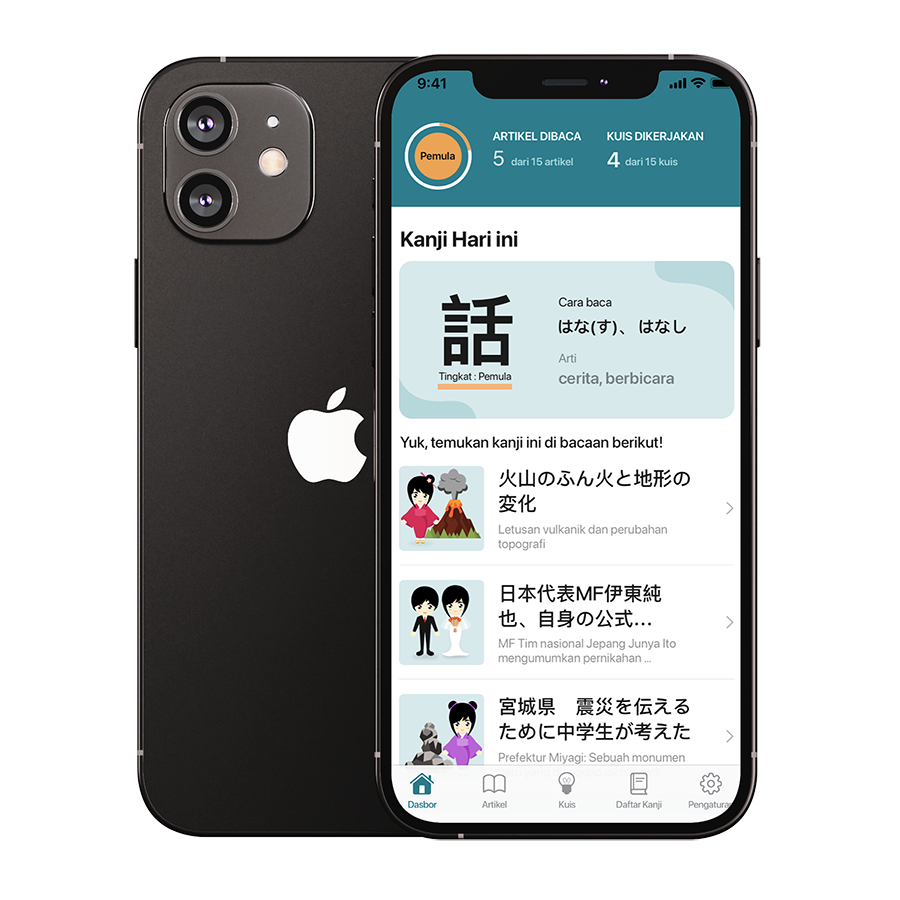 9:41
Pemula
ARTIKEL DIBACA
5 dari 15 artikel
KUIS DIKERJAKAN
4 dari 15 kuis
Kanji Hari ini
話
Tingkat : Pemula
Cara baca
はな(す)、はなし
Arti
cerita, berbicara
Yuk, temukan kanji ini di bacaan berikut!
火山のふん火と地形の
変化
Letusan vulkanik dan perubahan
topografi
日本代表MF伊東純
也、自身の公式...
MF Tim nasional Jepang Junya Ito
mengumumkan pernikahan ...
宮城県　震災を伝える
ために中学生が考えた
Prefektur Miyagi: Sebuah monumen
Dasbor
Artikel
Kuis
Daftar Kanji
Pengaturan